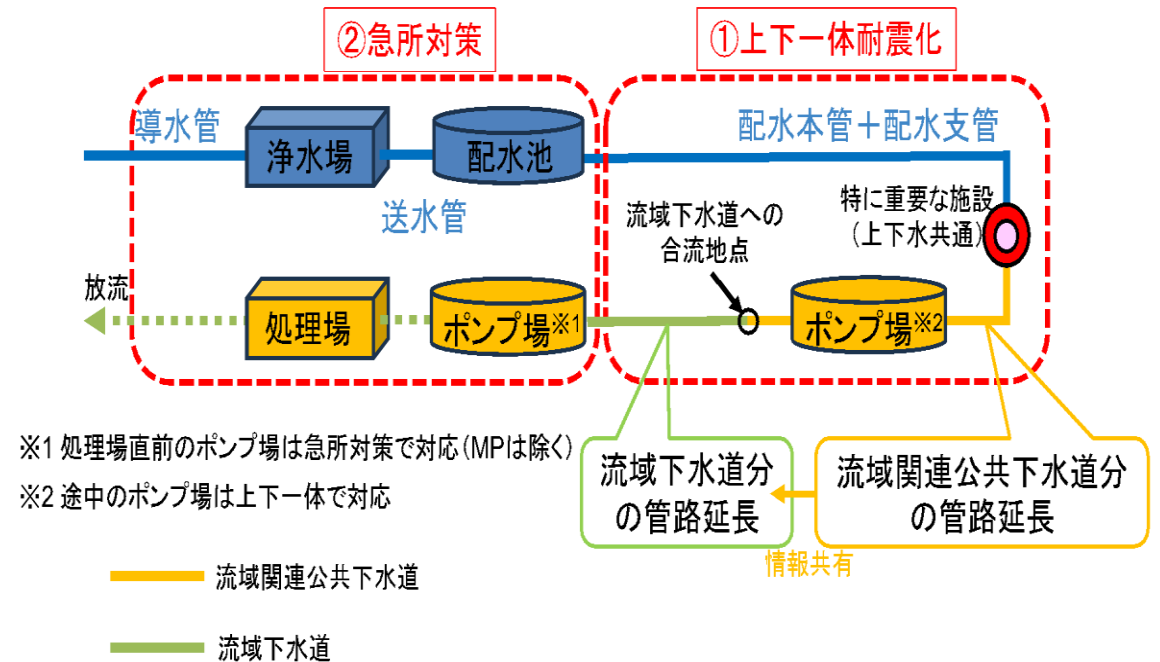 ②急所対策
①上下一体耐震化
導水管
浄水場
配水池
送水管
配水本管＋配水支管
特に重要な施設
(上下水共通)
流域下水道への
合流地点
放流
処理場
ポンプ場※1
ポンプ場※2
※1 処理場直前のポンプ場は急所対策で対応(MPは除く)
※2 途中のポンプ場は上下一体で対応
流域下水道分
の管路延長
流域関連公共下水道分
の管路延長
情報共有
流域関連公共下水道
流域下水道